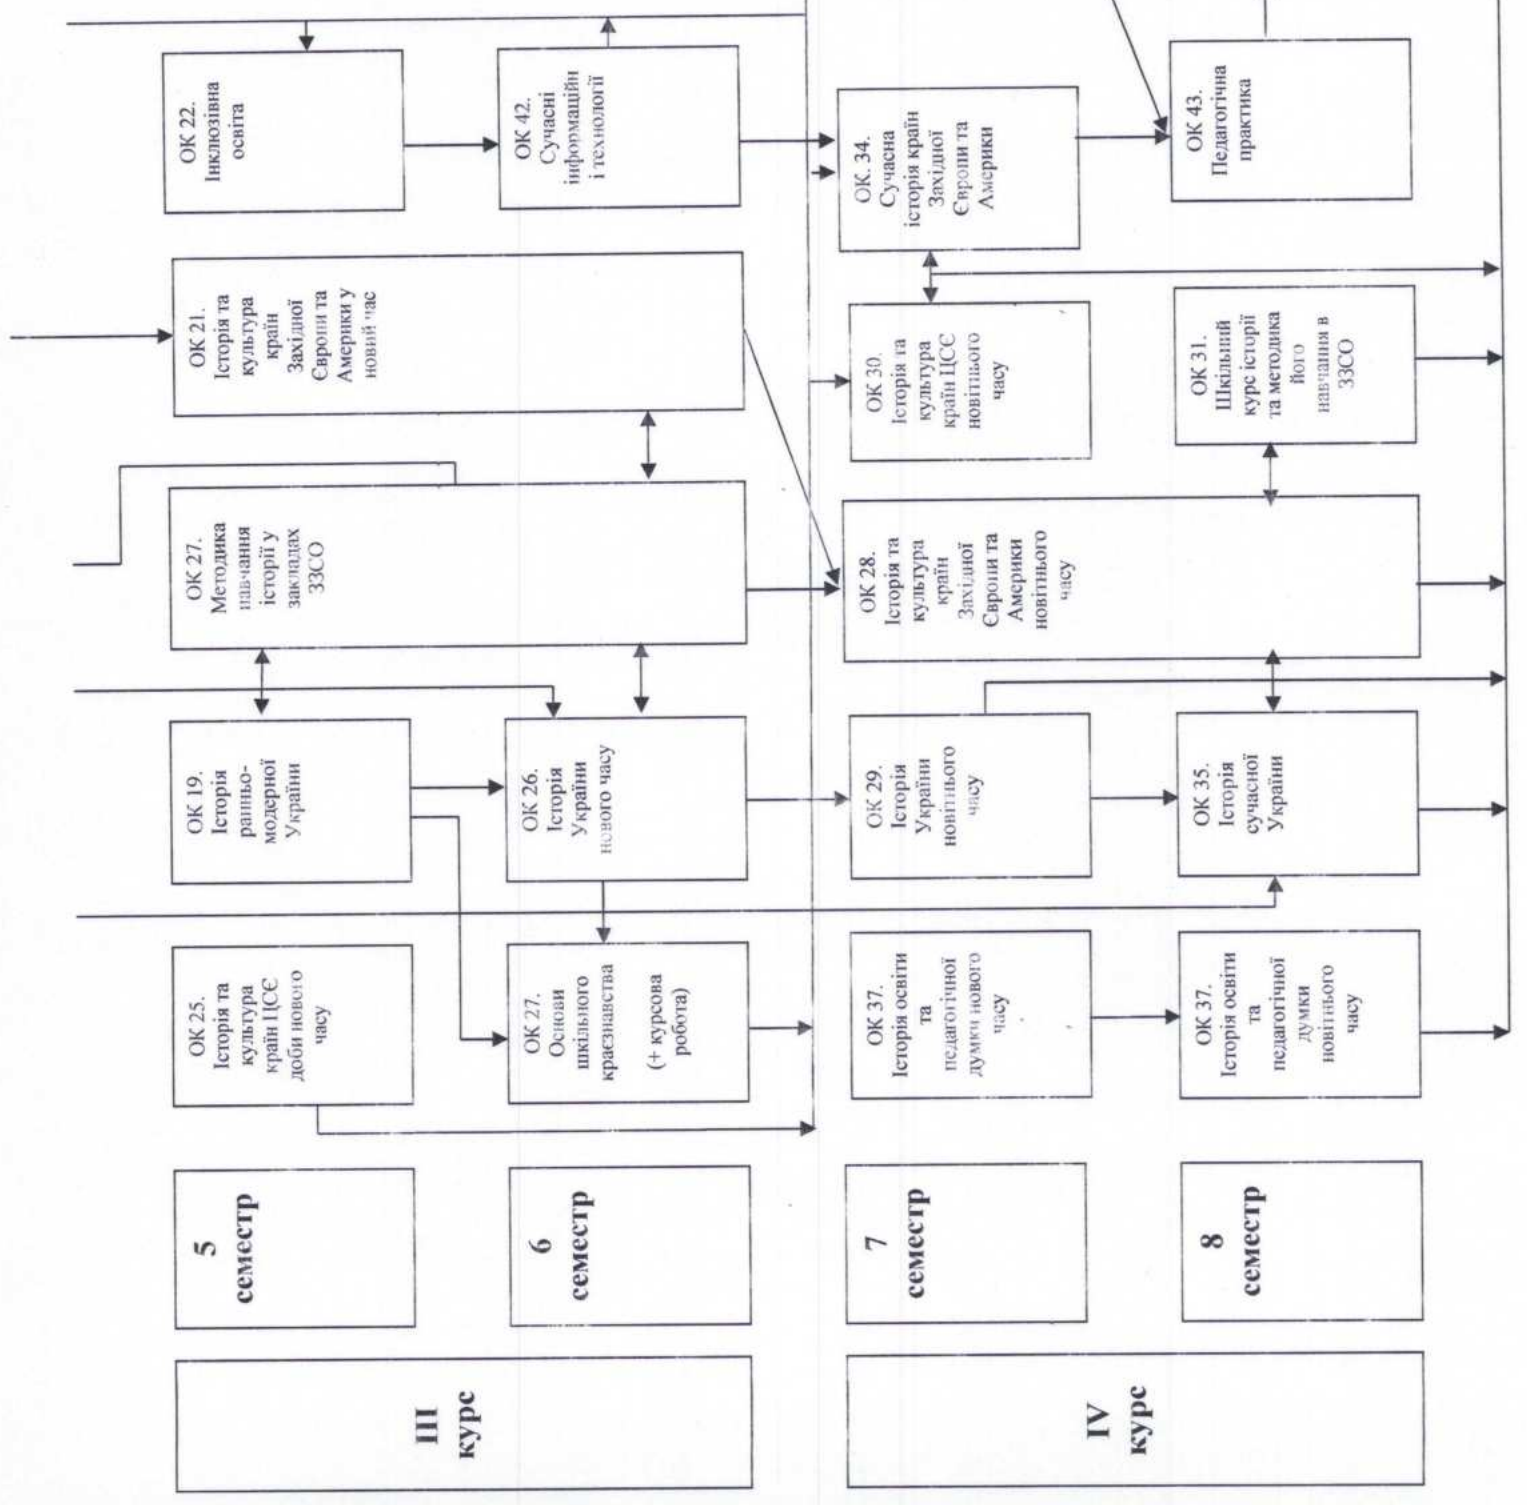 III
курс
5
семестр
ОК 25.
Історія та
культура
країн ЦСЄ
доби нового
часу
ОК 19.
Історія
ранньо-
модерної
України
ОК 27.
Методика
навчання
історії у
закладах
ЗЗСО
ОК 21.
Історія та
культура
країн
Західної
Європи та
Америки у
новий час
ОК 22.
Інклюзівна
освіта
6
семестр
ОК 27.
Основи
шкільного
краєзнавства
(+ курсова
робота)
ОК 26.
Історія
України
нового часу
ОК 42.
Сучасні
інформаційн
і технології
IV
курс
7
семестр
ОК 37.
Історія освіти
та
педагогічної
думки нового
часу
ОК 29.
Історія
України
новітнього
часу
ОК 28.
Історія та
культура
країн
Західної
Європи та
Америки
новітнього
часу
ОК 30.
Історія та
культура
країн ЦСЄ
новітнього
часу
ОК. 34.
Сучасна
історія країн
Західної
Європи та
Америки
8
семестр
ОК 37.
Історія освіти
та
педагогічної
думки
новітнього
часу
ОК 35.
Історія
сучасної
України
ОК 31.
Шкільний
курс історії
та методика
його
навчання в
ЗЗСО
ОК 43.
Педагогічна
практика